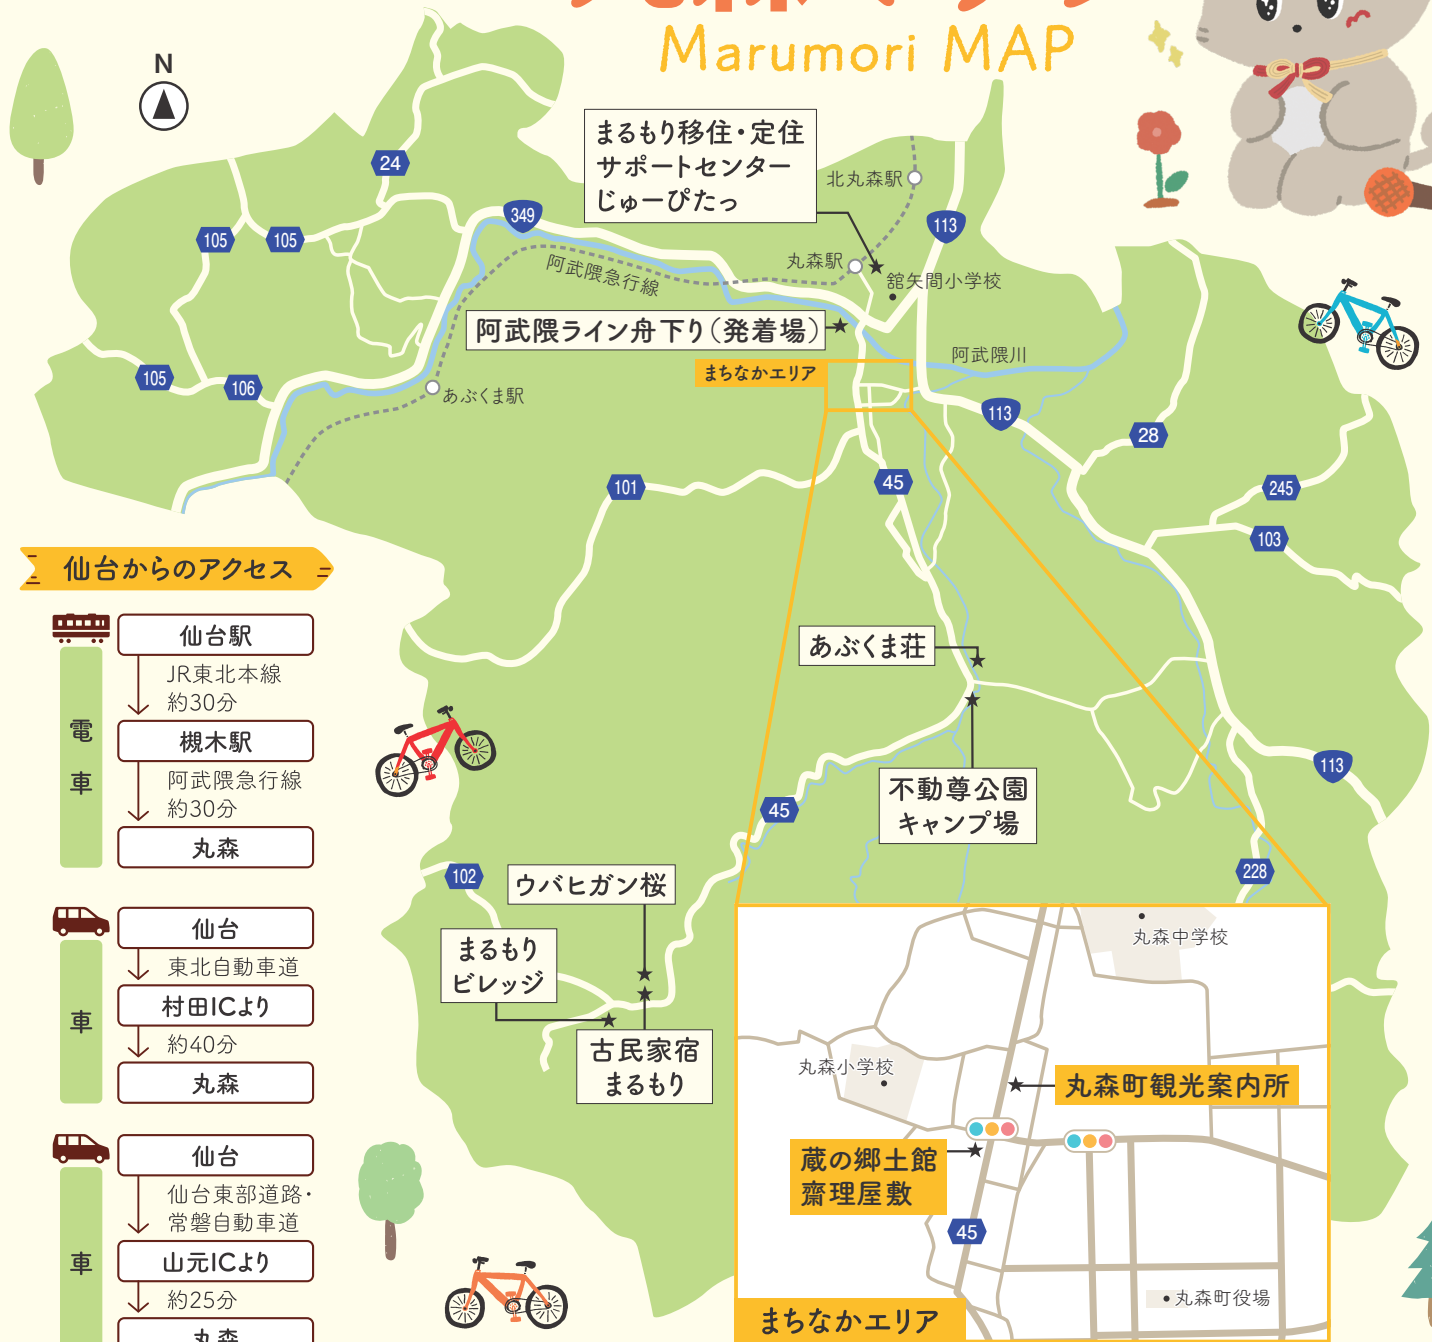 Marumori MAP
N
24
105
105
105
106
349
113
まるもり移住・定住
サポートセンター
じゅーぴたっ
北丸森駅
丸森駅
舘矢間小学校
阿武隈急行線
阿武隈ライン舟下り（発着場）
阿武隈川
まちなかエリア
あぶくま駅
113
28
101
45
245
103
あぶくま荘
不動尊公園
キャンプ場
45
113
228
102
ウバヒガン桜
まるもり
ビレッジ
古民家宿
まるもり
仙台からのアクセス
電車
仙台駅
JR東北本線
約30分
槻木駅
阿武隈急行線
約30分
丸森
車
仙台
東北自動車道
村田ICより
約40分
丸森
車
仙台
仙台東部道路・
常磐自動車道
山元ICより
約25分
丸森
丸森中学校
丸森小学校
丸森町観光案内所
蔵の郷土館
齋理屋敷
45
丸森町役場
まちなかエリア